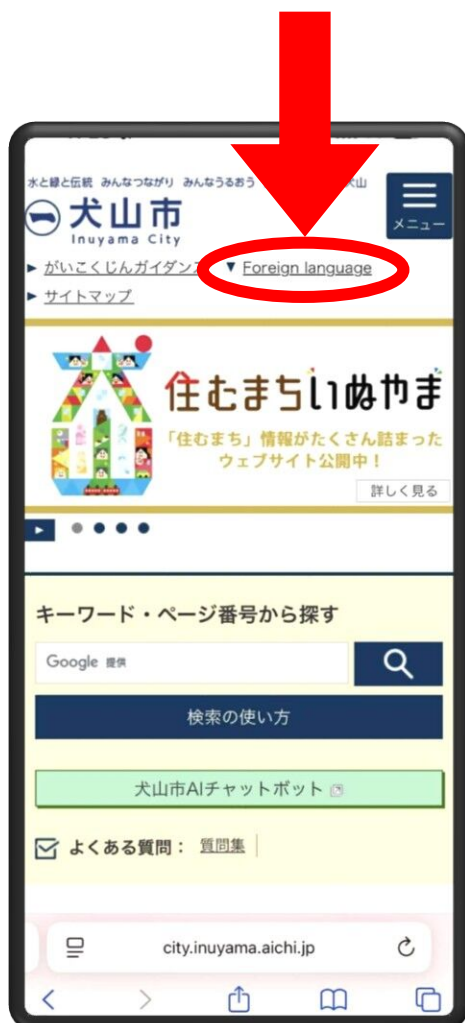 水と緑と伝統 みんなつながり みんなうるおう
犬山市
Inuyama City
メニュー
▶ がいこくじんガイダンス ▼ Foreign language
▶ サイトマップ
住むまちいぬやま
「住むまち」情報がたくさん詰まった
ウェブサイト公開中！
詳しく見る
キーワード・ページ番号から探す
Google 提供
検索の使い方
犬山市AIチャットボット
よくある質問： 質問集
city.inuyama.aichi.jp